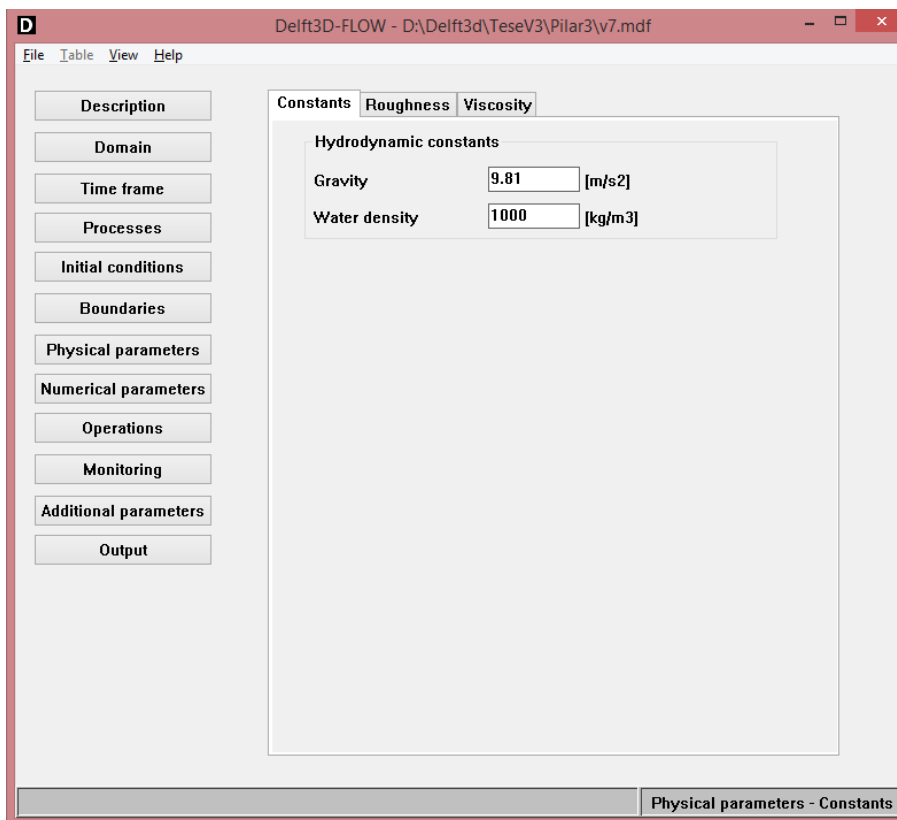 D Delft3D-FLOW - D:\Delft3d\TeseV3\Pilar3\v7.mdf
File Table View Help
Description
Domain
Time frame
Processes
Initial conditions
Boundaries
Physical parameters
Numerical parameters
Operations
Monitoring
Additional parameters
Output
Constants Roughness Viscosity
Hydrodynamic constants
Gravity 9.81 [m/s2]
Water density 1000 [kg/m3]
Physical parameters - Constants